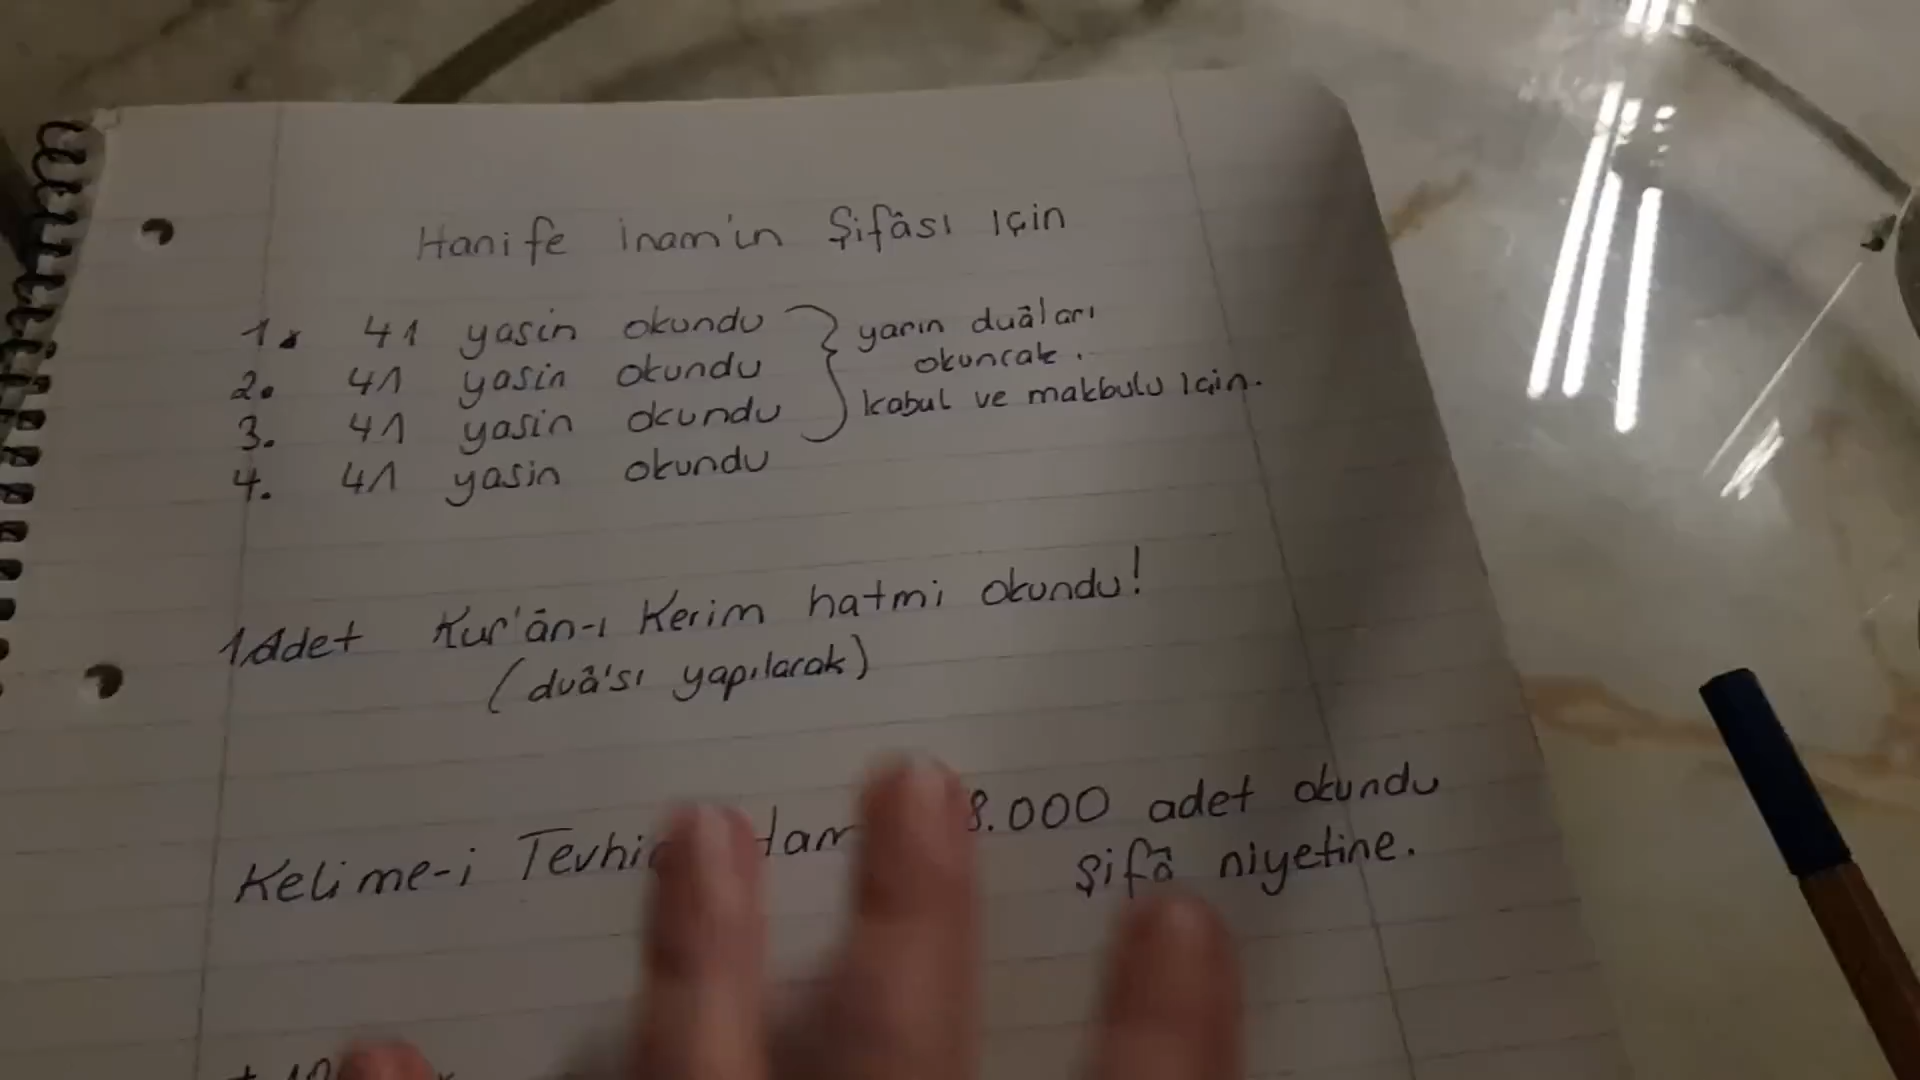 Hanife inam'ın Şifâsı için
1. 41 yasin okundu
2. 41 yasin okundu
3. 41 yasin okundu
4. 41 yasin okundu
yarın duâları
okuncak.
kabul ve makbulu için.
1 Adet Kur'ân-ı Kerim hatmi okundu!
(duâ'sı yapılacak)
Kelime-i 8.000 adet okundu
Şifâ niyetine.